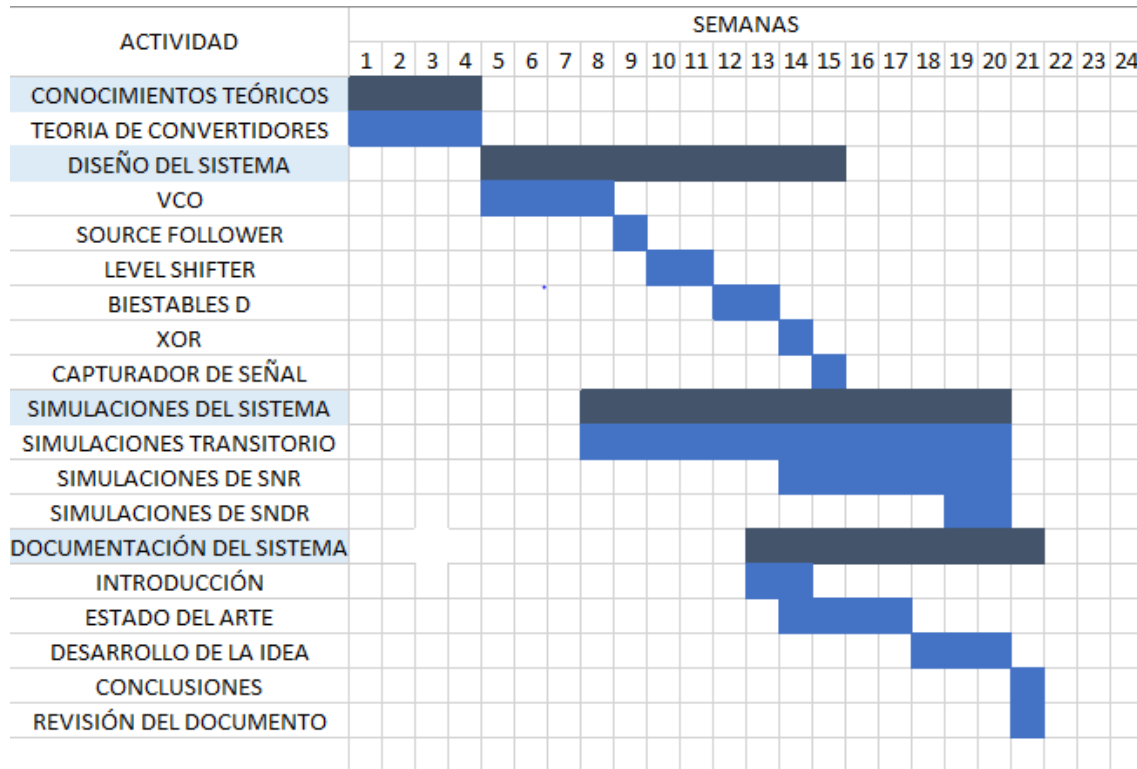 ACTIVIDAD
SEMANAS
1 2 3 4 5 6 7 8 9 10 11 12 13 14 15 16 17 18 19 20 21 22 23 24
CONOCIMIENTOS TEÓRICOS
TEORIA DE CONVERTIDORES
DISEÑO DEL SISTEMA
VCO
SOURCE FOLLOWER
LEVEL SHIFTER
BIESTABLES D
XOR
CAPTURADOR DE SEÑAL
SIMULACIONES DEL SISTEMA
SIMULACIONES TRANSITORIO
SIMULACIONES DE SNR
SIMULACIONES DE SNDR
DOCUMENTACIÓN DEL SISTEMA
INTRODUCCIÓN
ESTADO DEL ARTE
DESARROLLO DE LA IDEA
CONCLUSIONES
REVISIÓN DEL DOCUMENTO